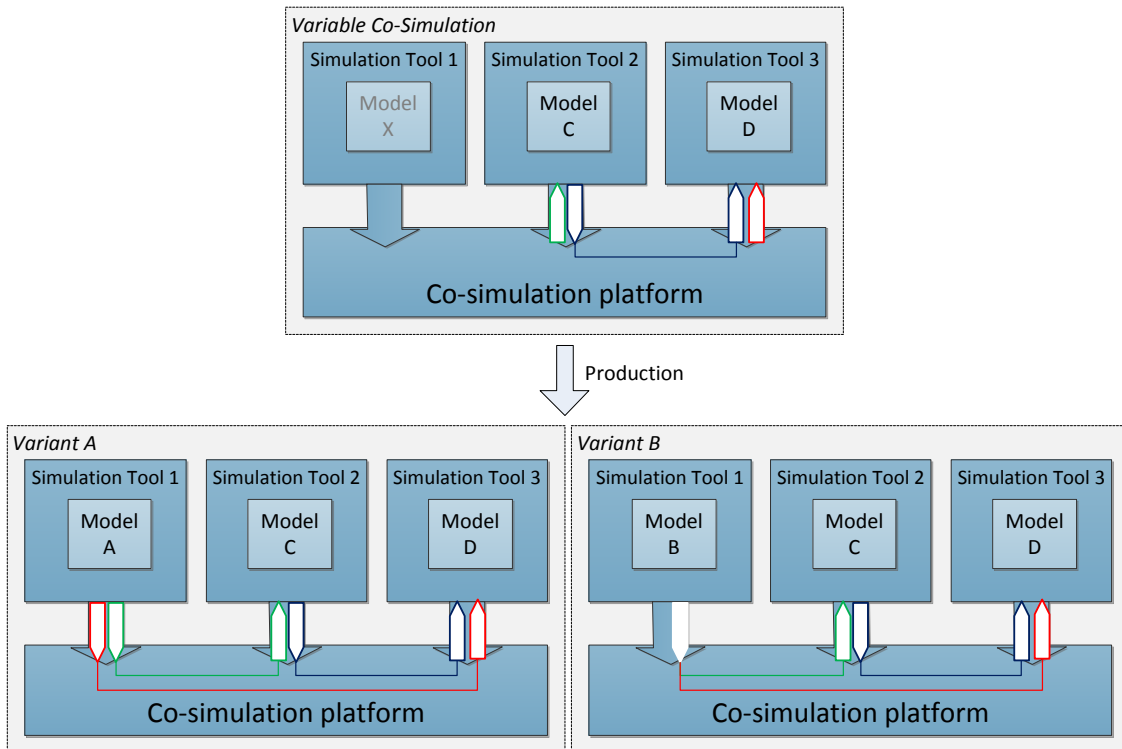 Variable Co-Simulation
Simulation Tool 1
Simulation Tool 2
Simulation Tool 3
Model
X
Model
C
Model
D
Co-simulation platform
Production
Variant A
Simulation Tool 1
Simulation Tool 2
Simulation Tool 3
Model
A
Model
C
Model
D
Co-simulation platform
Variant B
Simulation Tool 1
Simulation Tool 2
Simulation Tool 3
Model
B
Model
C
Model
D
Co-simulation platform